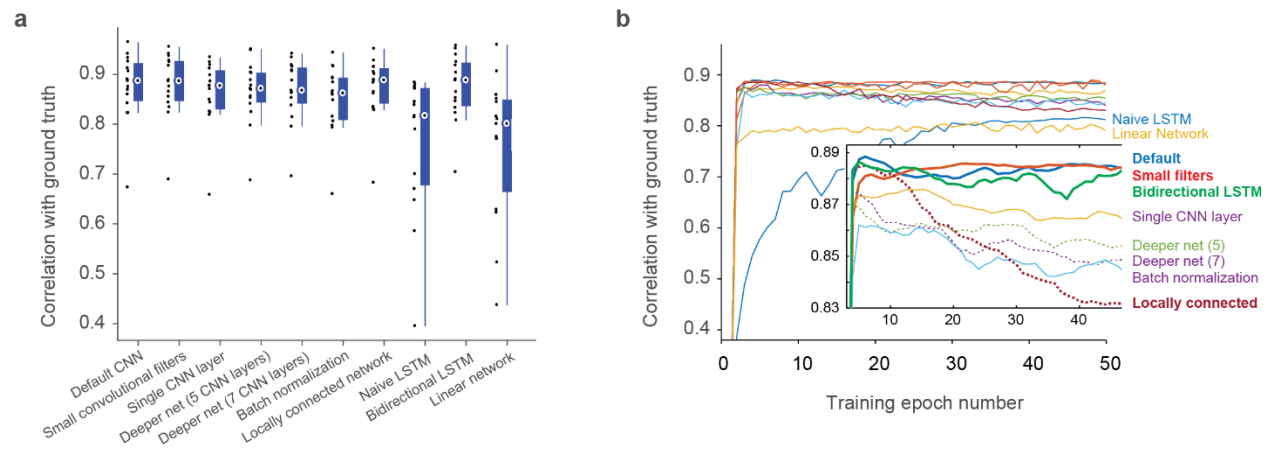 a
Correlation with ground truth
0.9
0.8
0.7
0.6
0.5
0.4
Default CNN
Small convolutional filters
Single CNN layer
Deeper net (5 CNN layers)
Deeper net (7 CNN layers)
Batch normalization
Locally connected network
Naive LSTM
Bidirectional LSTM
Linear network
b
Correlation with ground truth
0.9
0.8
0.7
0.6
0.5
0.4
0
10
20
30
40
50
Training epoch number
Naive LSTM
Linear Network
0.89
0.87
0.85
0.83
10
20
30
40
Default
Small filters
Bidirectional LSTM
Single CNN layer
Deeper net (5)
Deeper net (7)
Batch normalization
Locally connected